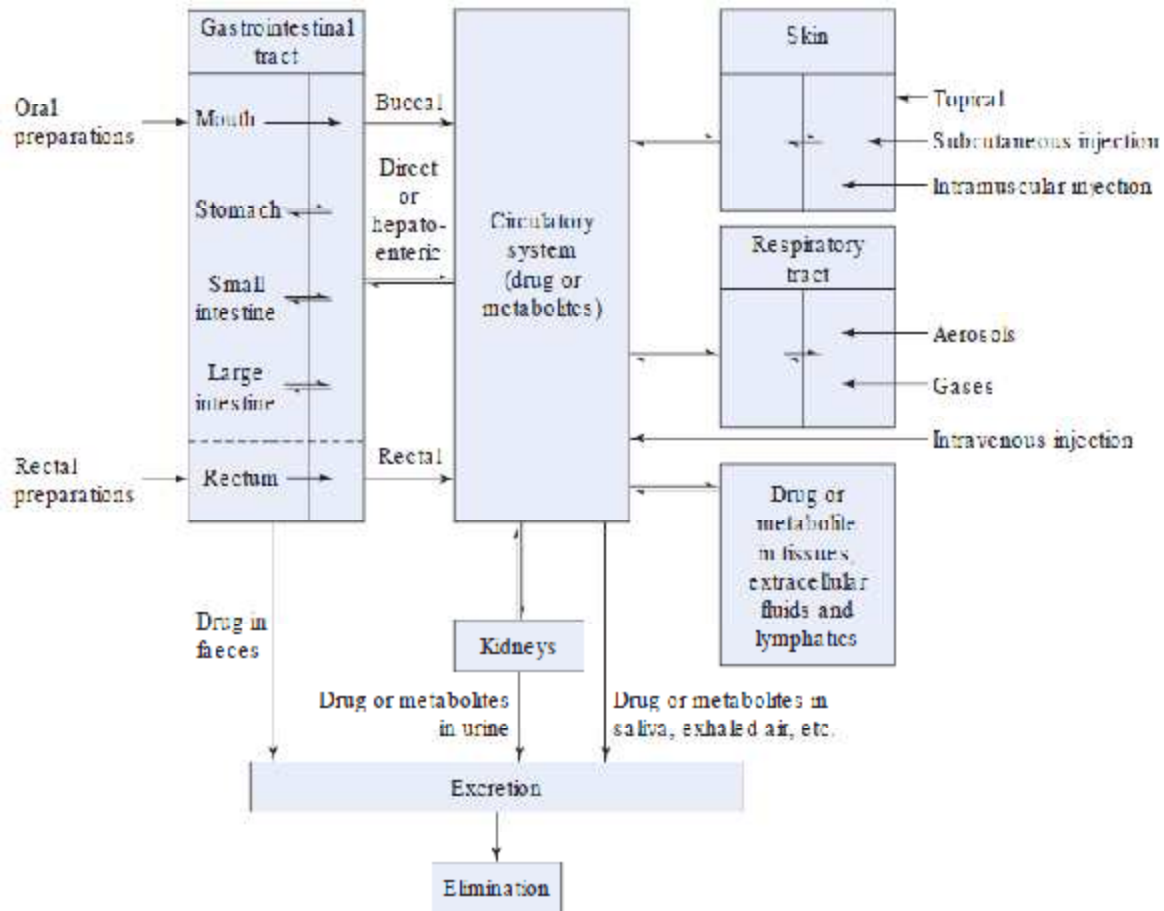 Gastrointestinal
tract
Oral
preparations
Mouth
Stomach
Small
intestine
Large
intestine
Rectal
preparations
Rectum
Buccal
Direct
or
hepato-
enteric
Rectal
Circulatory
system
(drug or
metabolites)
Skin
Topical
Subcutaneous injection
Intramuscular injection
Respiratory
tract
Aerosols
Gases
Intravenous injection
Drug or
metabolite
in tissues,
extracellular
fluids and
lymphatics
Drug in
faeces
Kidneys
Drug or metabolites
in urine
Drug or metabolites in
saliva, exhaled air, etc.
Excretion
Elimination